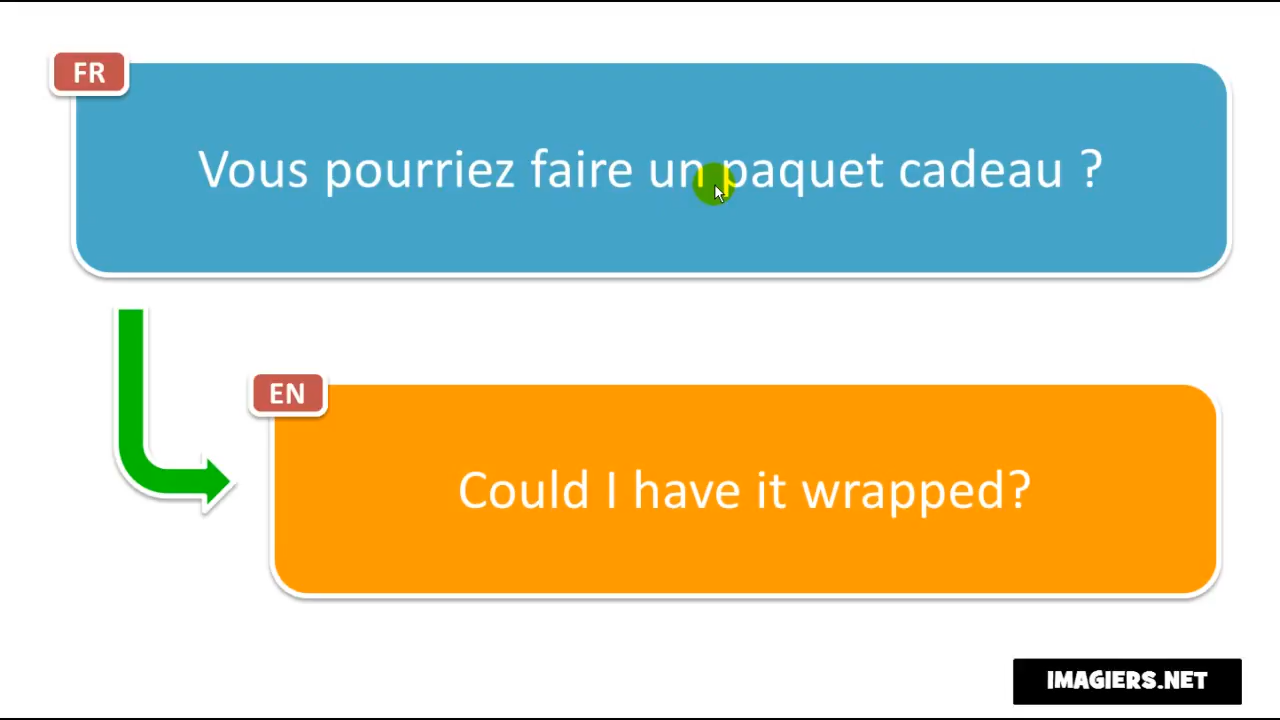 FR
Vous pourriez faire un paquet cadeau ?
EN
Could I have it wrapped?
IMAGIERS.NET